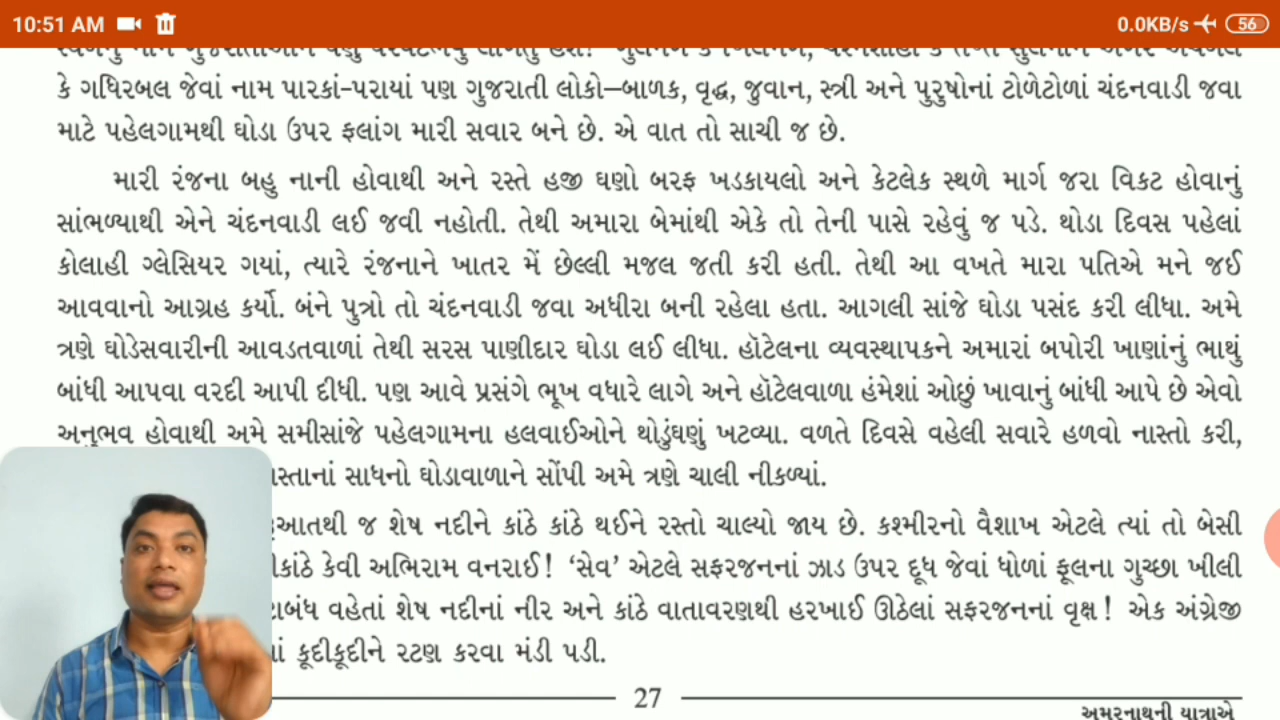 10:51 AM
0.0KB/s 56
કે ગધિરબલ જેવાં નામ પારકાં-પરાયાં પણ ગુજરાતી લોકો–બાળક, વૃદ્ધ, જુવાન, સ્ત્રી અને પુરુષોનાં ટોળેટોળાં ચંદનવાડી જવા
માટે પહેલગામથી ઘોડા ઉપર ફલાંગ મારી સવાર બને છે. એ વાત તો સાચી જ છે.
મારી રંજના બહુ નાની હોવાથી અને રસ્તે હજી ઘણો બરફ ખડકાયલો અને કેટલેક સ્થળે માર્ગ જરા વિકટ હોવાનું
સાંભળ્યાથી એને ચંદનવાડી લઈ જવી નહોતી. તેથી અમારા બેમાંથી એકે તો તેની પાસે રહેવું જ પડે. થોડા દિવસ પહેલાં
કોલાહી ગ્લેસિયર ગયાં, ત્યારે રંજનાને ખાતર મેં છેલ્લી મજલ જતી કરી હતી. તેથી આ વખતે મારા પતિએ મને જઈ
આવવાનો આગ્રહ કર્યો. બંને પુત્રો તો ચંદનવાડી જવા અધીરા બની રહેલા હતા. આગલી સાંજે ઘોડા પસંદ કરી લીધા. અમે
ત્રણે ઘોડેસવારીની આવડતવાળાં તેથી સરસ પાણીદાર ઘોડા લઈ લીધા. હૉટેલના વ્યવસ્થાપકને અમારાં બપોરી ખાણાંનું ભાથું
બાંધી આપવા વરદી આપી દીધી. પણ આવે પ્રસંગે ભૂખ વધારે લાગે અને હૉટેલવાળા હંમેશાં ઓછું ખાવાનું બાંધી આપે છે એવો
અનુભવ હોવાથી અમે સમીસાંજે પહેલગામના હલવાઈઓને થોડુંઘણું ખટવ્યા. વળતે દિવસે વહેલી સવારે હળવો નાસ્તો કરી,
સ્તાનાં સાધનો ઘોડાવાળાને સોંપી અમે ત્રણે ચાલી નીકળ્યાં.
આતથી જ શેષ નદીને કાંઠે કાંઠે થઈને રસ્તો ચાલ્યો જાય છે. કશ્મીરનો વૈશાખ એટલે ત્યાં તો બેસી
કાંઠે કેવી અભિરામ વનરાઈ! ‘સેવ’ એટલે સફરજનનાં ઝાડ ઉપર દૂધ જેવાં ધોળાં ફૂલના ગુચ્છા ખીલી
ટાબંધ વહેતાં શેષ નદીનાં નીર અને કાંઠે વાતાવરણથી હરખાઈ ઊઠેલાં સફરજનનાં વૃક્ષ! એક અંગ્રેજી
કૂદીકૂદીને રટણ કરવા મંડી પડી.
27
અમરનાથની યાત્રાએ